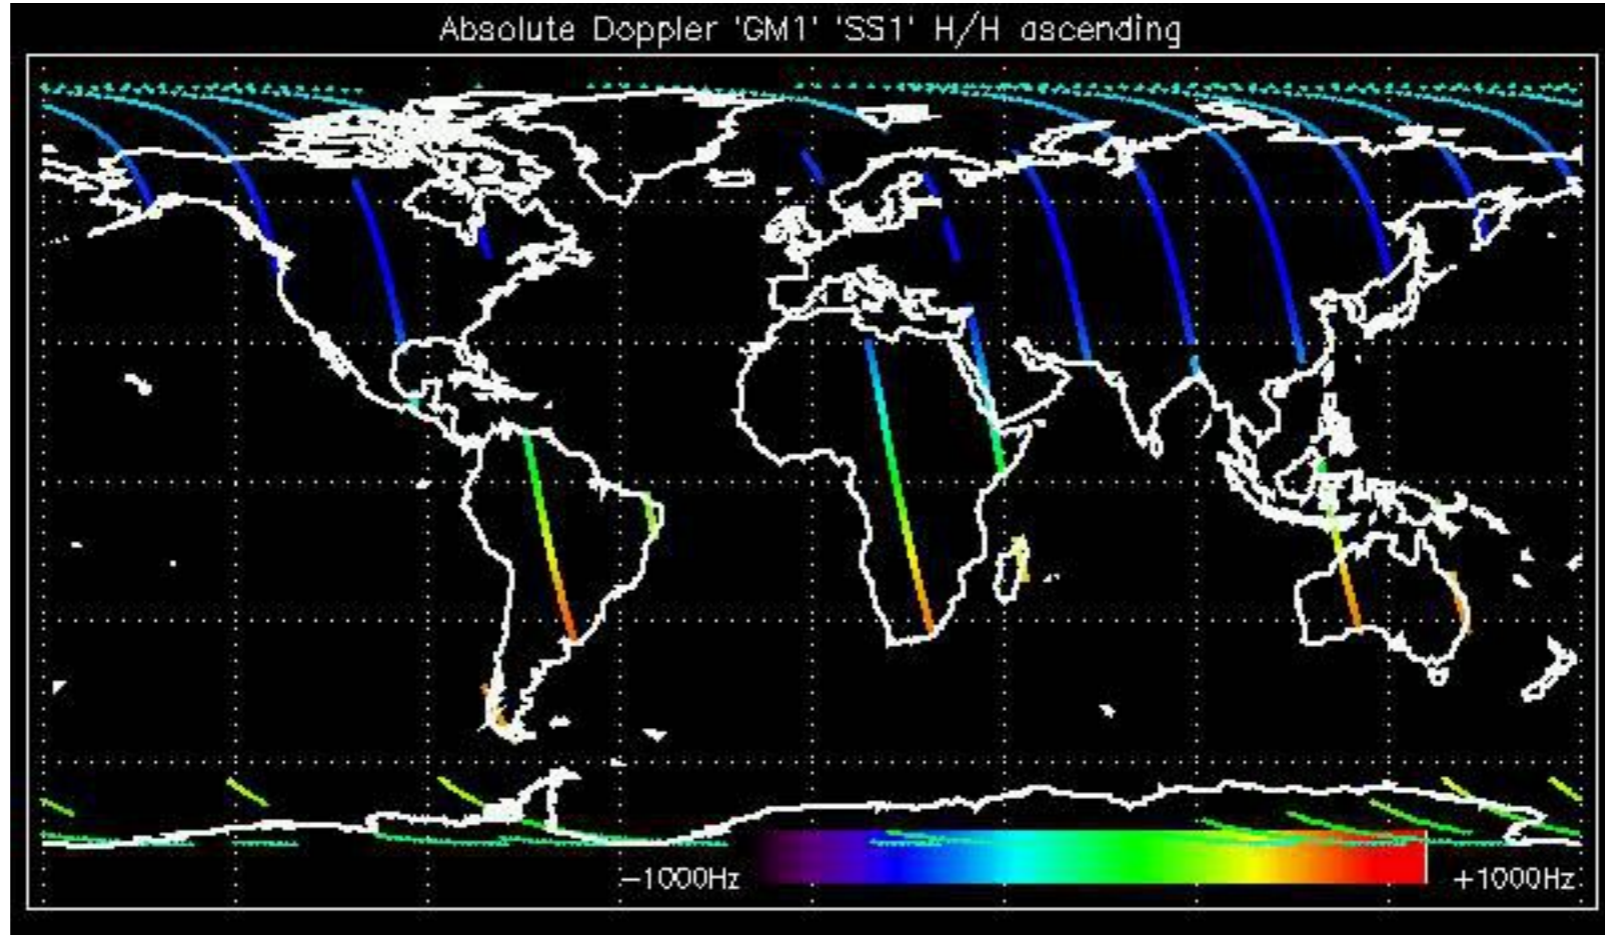 Absolute Doppler 'GM1' 'SS1' H/H ascending
−1000Hz
+1000Hz